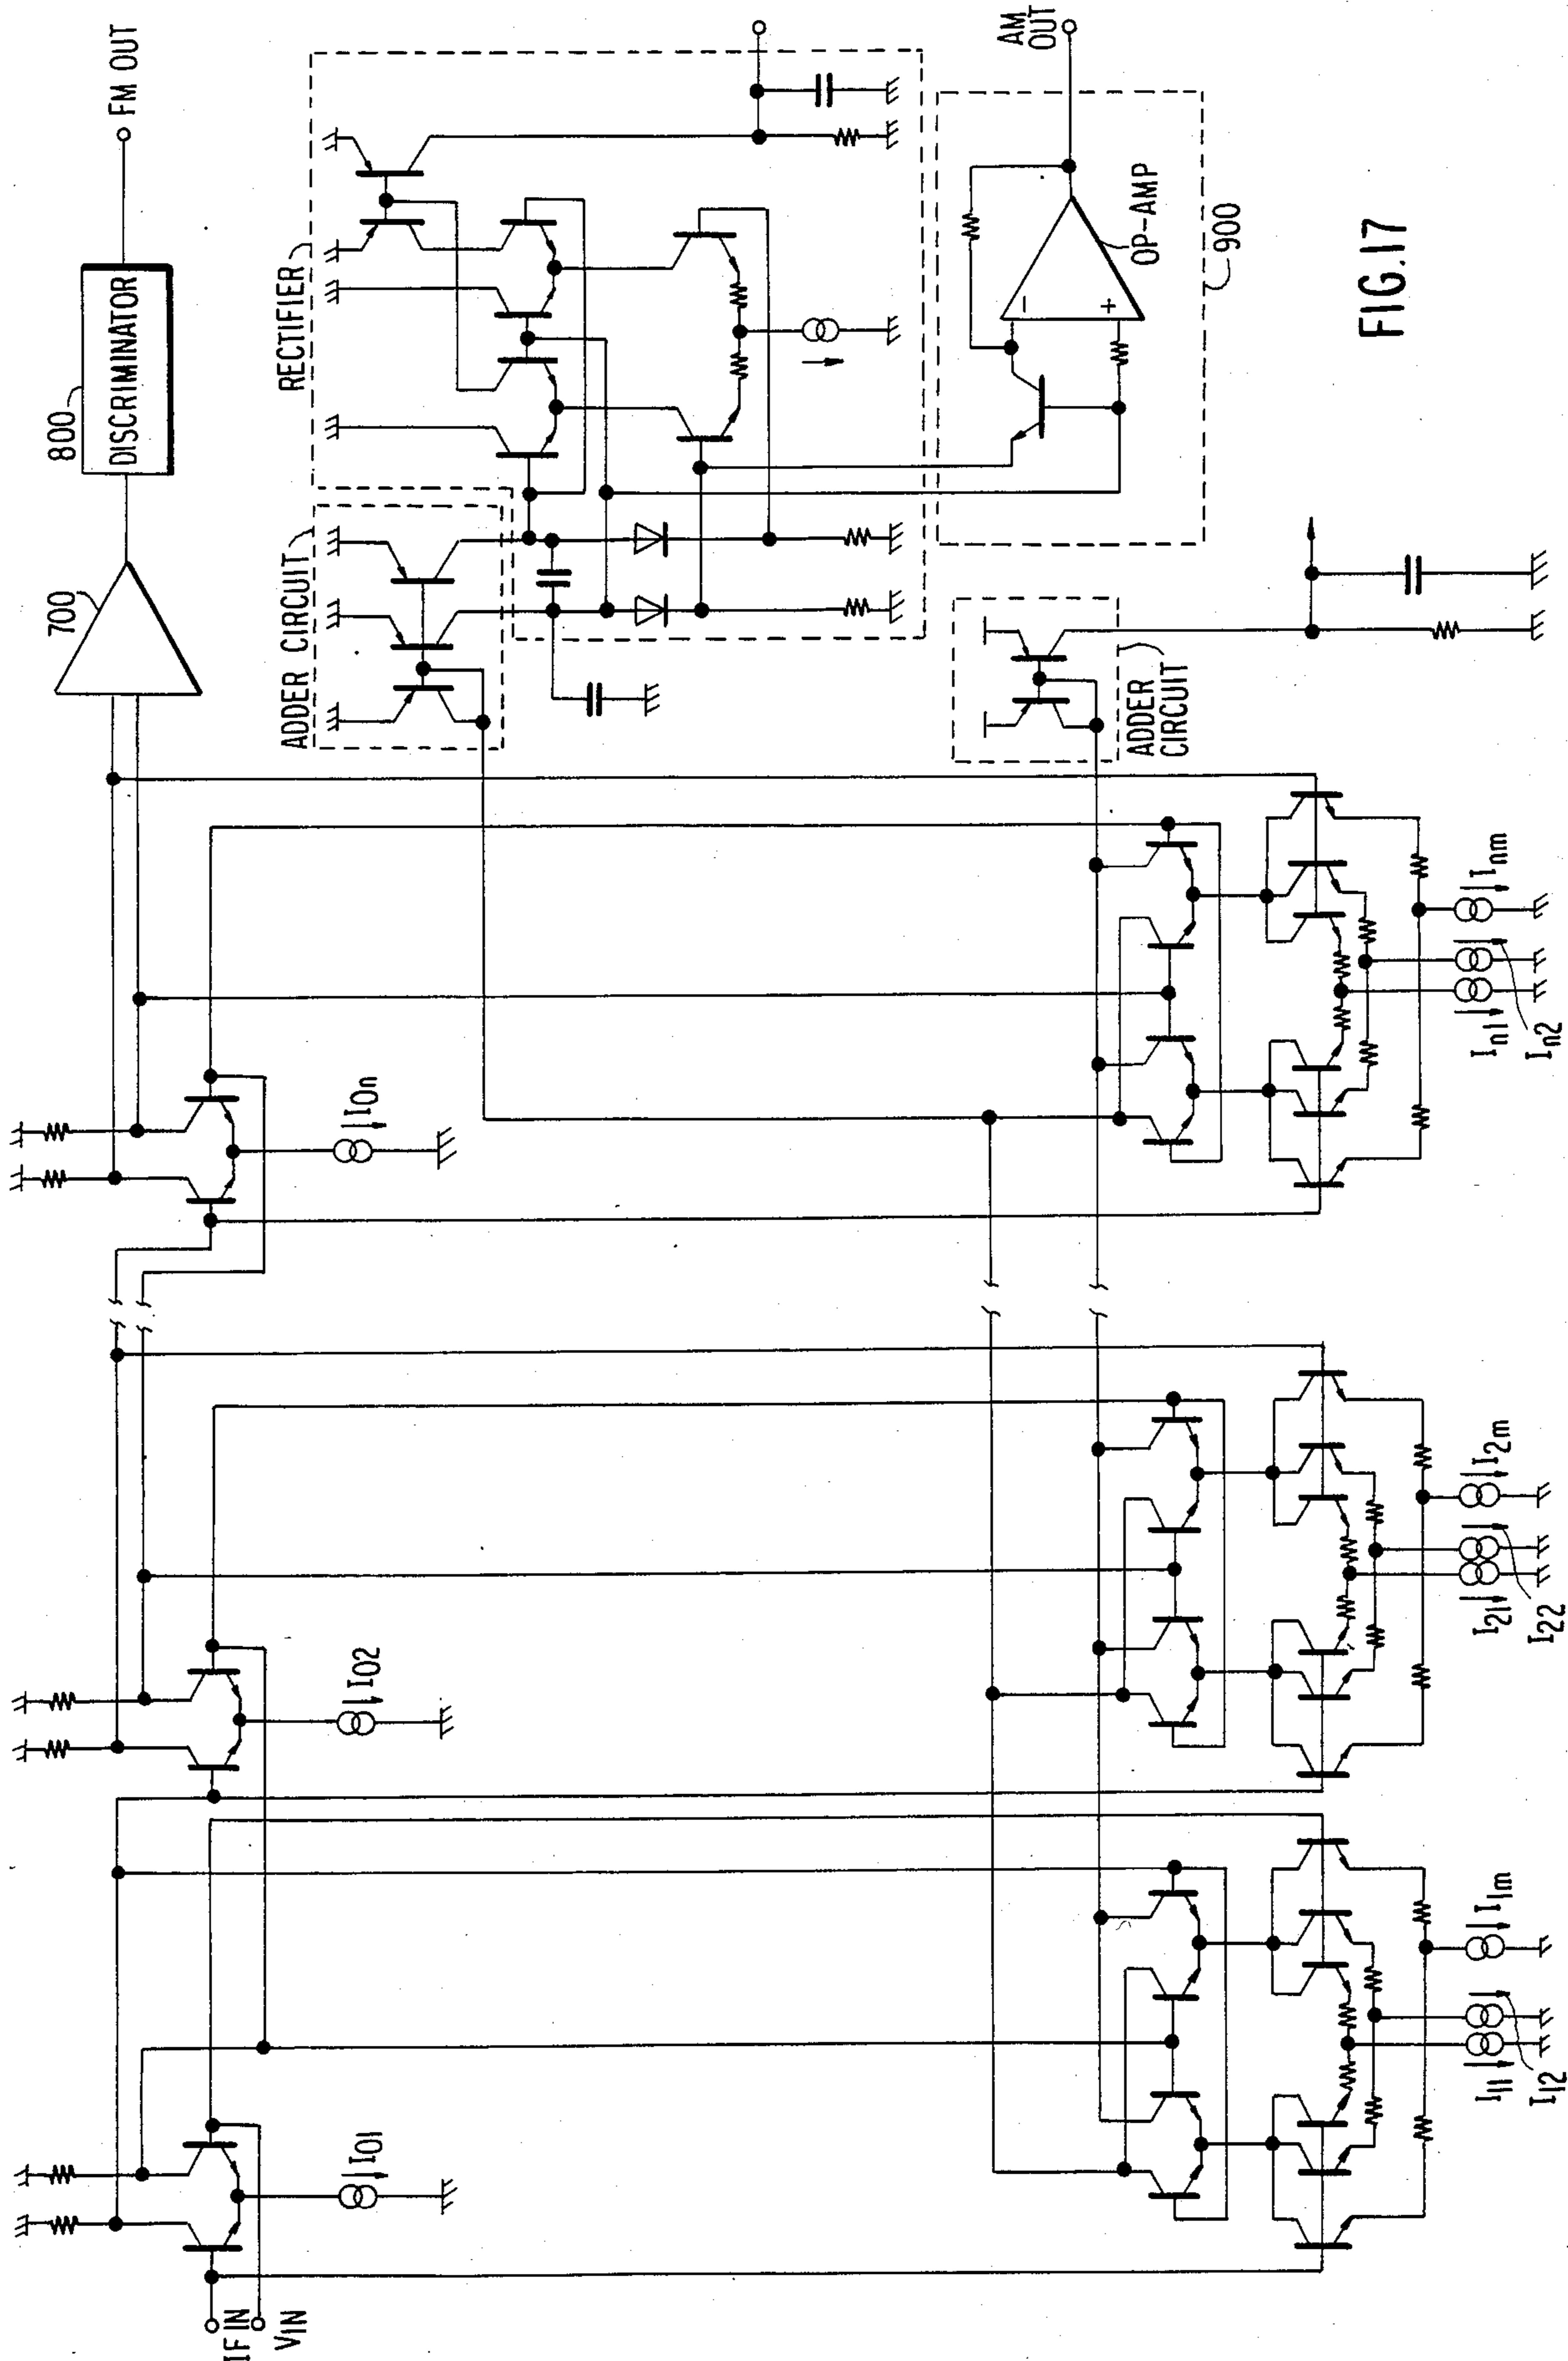 700
800
DISCRIMINATOR
FM OUT
ADDER CIRCUIT
RECTIFIER
AM
OUT
OP-AMP
900
ADDER
CIRCUIT
IF IN
VIN
I01
I02
I0n
I11
I12
I1m
I21
I22
I2m
In1
In2
Inm
FIG.17